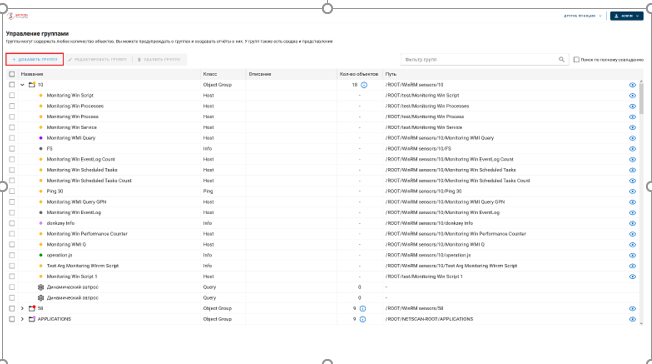 ДРУГИЕ ФУНКЦИИ
ADMIN
Управление группами
Группы могут содержать любое количество объектов. Вы можете предупреждать о группах и создавать отчёты о них. У групп также есть сводка и представление
+ ДОБАВИТЬ ГРУППУ РЕДАКТИРОВАТЬ ГРУППУ УДАЛИТЬ ГРУППЫ Фильтр групп Поиск по полному совпадению
Название Класс Описание Кол-во объектов Путь
10 Object Group 18 /ROOT/WinRM sensors/10
Monitoring Win Script Host - /ROOT/test/Monitoring Win Script
Monitoring Win Processes Host - /ROOT/test/Monitoring Win Processes
Monitoring Win Process Host - /ROOT/test/Monitoring Win Process
Monitoring Win Service Host - /ROOT/test/Monitoring Win Service
Monitoring WMI Query Host - /ROOT/WinRM sensors/10/Monitoring WMI Query
FS Info - /ROOT/WinRM sensors/10/FS
Monitoring Win EventLog Count Host - /ROOT/WinRM sensors/10/Monitoring Win EventLog Count
Monitoring Win Scheduled Tasks Host - /ROOT/WinRM sensors/10/Monitoring Win Scheduled Tasks
Monitoring Win Scheduled Tasks Count Host - /ROOT/WinRM sensors/10/Monitoring Win Scheduled Tasks Count
Ping 30 Ping - /ROOT/WinRM sensors/10/Ping 30
Monitoring WMI Query GPN Host - /ROOT/WinRM sensors/10/Monitoring WMI Query GPN
Monitoring Win EventLog Host - /ROOT/WinRM sensors/10/Monitoring Win EventLog
donkzey Info Info - /ROOT/WinRM sensors/10/donkzey Info
Monitoring Win Performance Counter Host - /ROOT/WinRM sensors/10/Monitoring Win Performance Counter
Monitoring WMI Q Host - /ROOT/WinRM sensors/10/Monitoring WMI Q
operation.js Info - /ROOT/WinRM sensors/10/operation.js
Test Arg Monitoring Winrm Script Info - /ROOT/WinRM sensors/10/Test Arg Monitoring Winrm Script
Monitoring Win Script 1 Host - /ROOT/test/Monitoring Win Script 1
Динамический запрос Query 0 -
Динамический запрос Query 0 -
58 Object Group 9 /ROOT/WinRM sensors/58
APPLICATIONS Object Group 9 /ROOT/NETSCAN-ROOT/APPLICATIONS